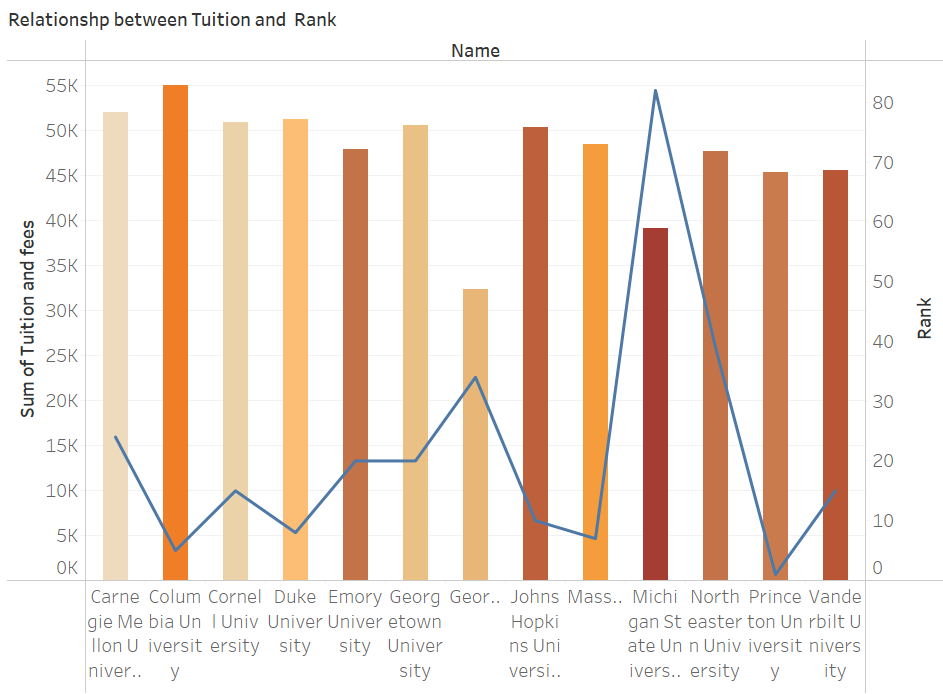 Relationshp between Tuition and  Rank
Name
Sum of Tuition and fees
55K
50K
45K
40K
35K
30K
25K
20K
15K
10K
5K
0K
80
70
60
50
40
30
20
10
0
Rank
Carne Colum Cornel Duke Emory Georg Geor.. Johns Mass.. Michi North Prince Vande
gie Me bia Un l Univ Univer Univer etown Hopki gan St easter ton Un rbilt U
llon U iversit ersity sity sity Univer ns Uni ate Un n Univ iversit nivers
niver.. y sity versi.. ivers.. ersity y ity